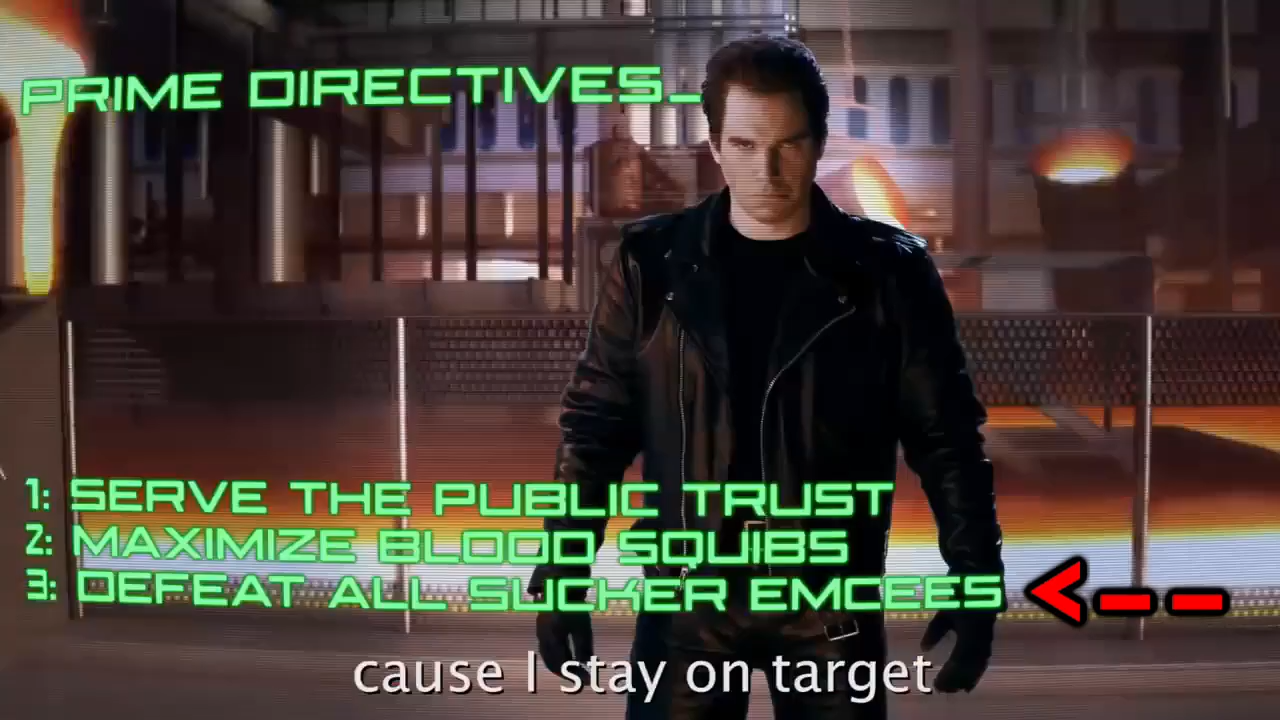 PRIME DIRECTIVES_
1: SERVE THE PUBLIC TRUST
2: MAXIMIZE BLOOD SQUIBS
3: DEFEAT ALL SUCKER EMCEES
cause I stay on target